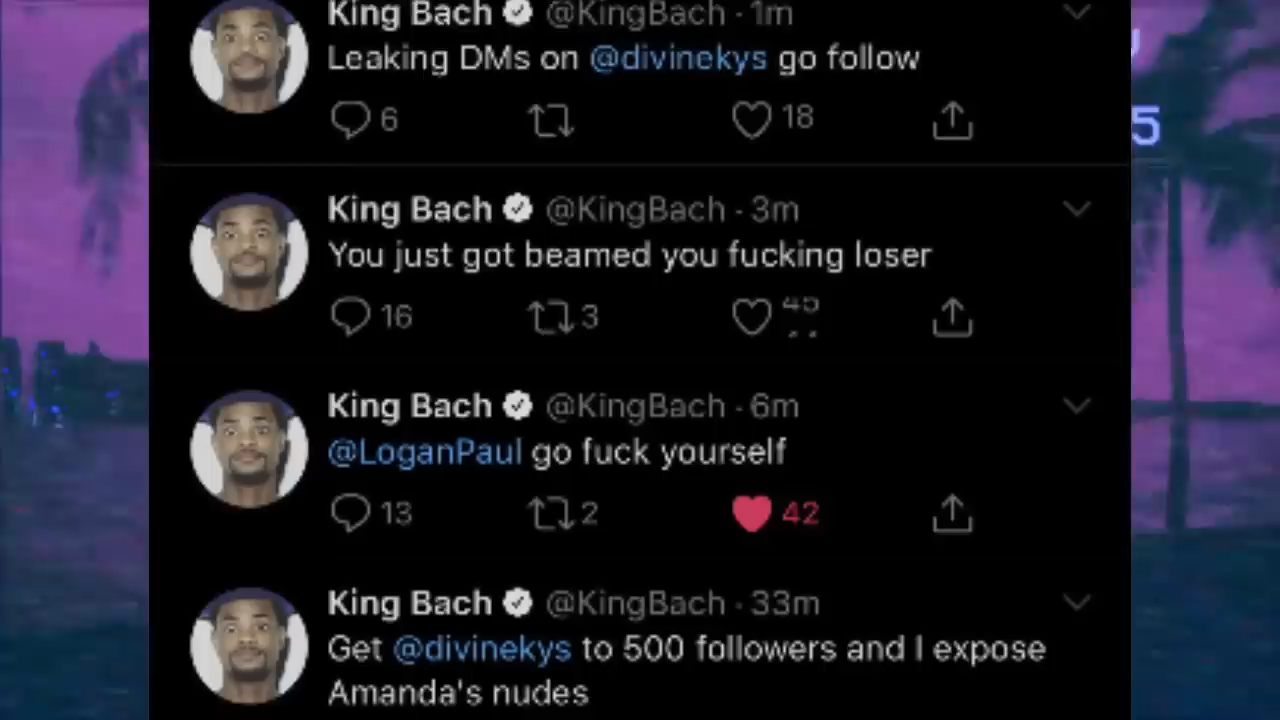 King Bach @KingBach · 1m
Leaking DMs on @divinekys go follow
6 18
5
King Bach @KingBach · 3m
You just got beamed you fucking loser
16 3 45
King Bach @KingBach · 6m
@LoganPaul go fuck yourself
13 2 42
King Bach @KingBach · 33m
Get @divinekys to 500 followers and I expose
Amanda's nudes